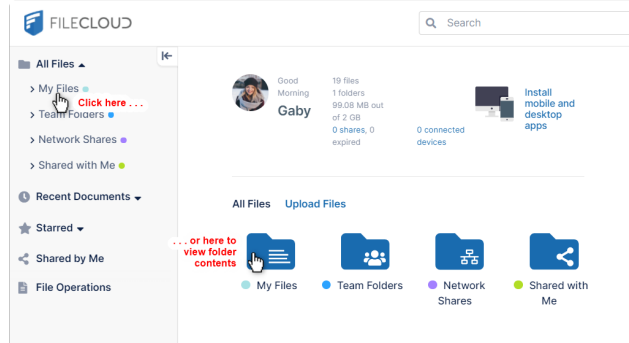 FILECLOUD
Search
All Files
My Files
Click here . . .
Team Folders
Network Shares
Shared with Me
Recent Documents
Starred
Shared by Me
File Operations
Good
Morning
Gaby
19 files
1 folders
99.08 MB out
of 2 GB
0 shares, 0
expired
0 connected
devices
Install
mobile and
desktop
apps
All Files Upload Files
. . . or here to
view folder
contents
My Files
Team Folders
Network
Shares
Shared with
Me